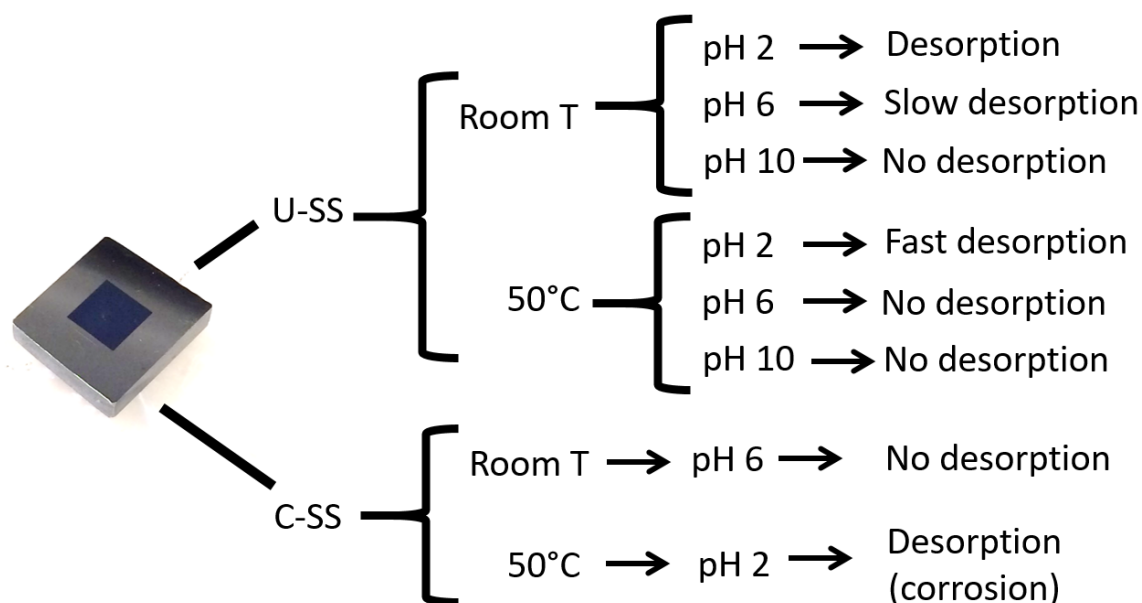 U-SS
Room T
pH 2 → Desorption
pH 6 → Slow desorption
pH 10 → No desorption
50°C
pH 2 → Fast desorption
pH 6 → No desorption
pH 10 → No desorption
C-SS
Room T → pH 6 → No desorption
50°C → pH 2 → Desorption
(corrosion)